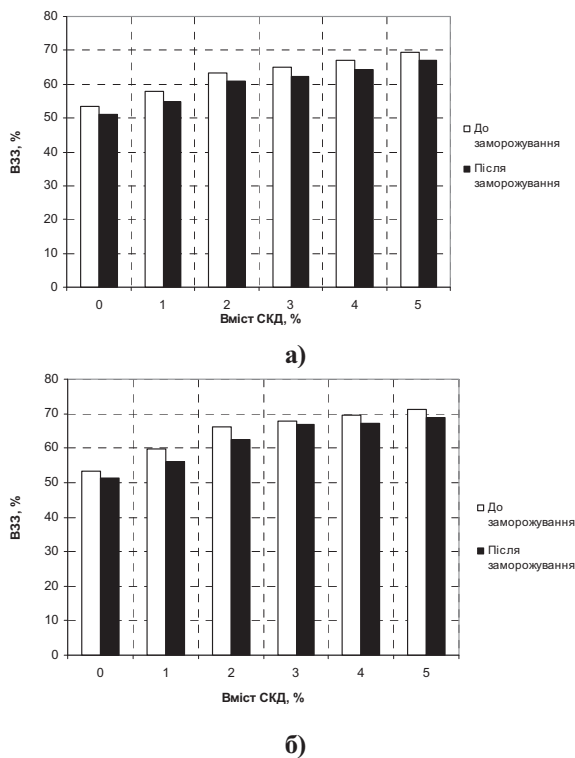 80
70
60
50
40
30
20
10
0
ВЗЗ, %
0 1 2 3 4 5
Вміст СКД, %
До
заморожування
Після
заморожування
а)
80
70
60
50
40
30
20
10
0
ВЗЗ, %
0 1 2 3 4 5
Вміст СКД, %
До
заморожування
Після
заморожування
б)